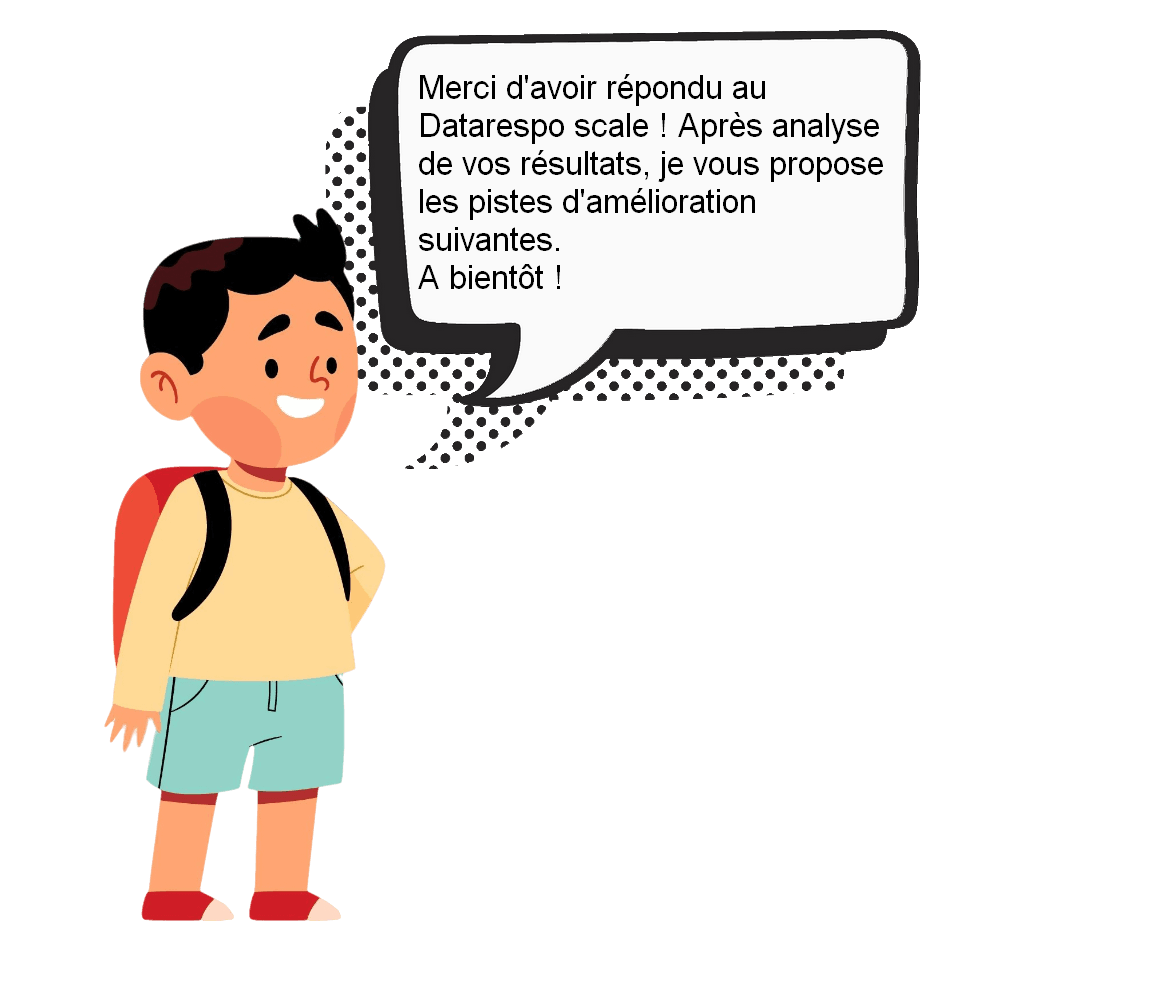 Merci d'avoir répondu au
Datarespo scale ! Après analyse
de vos résultats, je vous propose
les pistes d'amélioration
suivantes.
A bientôt !